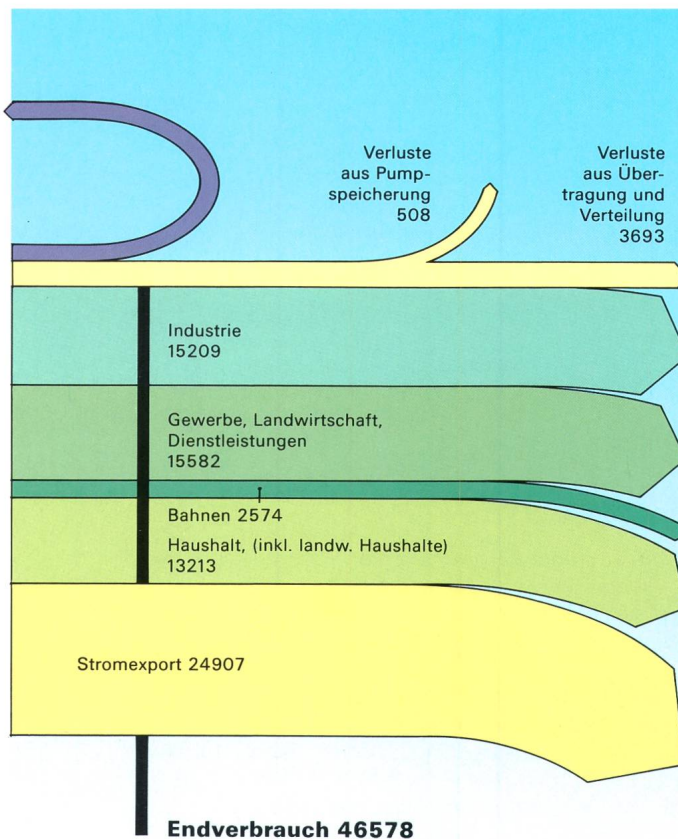 Verluste
aus Pump-
speicherung
508
Verluste
aus Über-
tragung und
Verteilung
3693
Industrie
15209
Gewerbe, Landwirtschaft,
Dienstleistungen
15582
Bahnen 2574
Haushalt, (inkl. landw. Haushalte)
13213
Stromexport 24907
Endverbrauch 46578